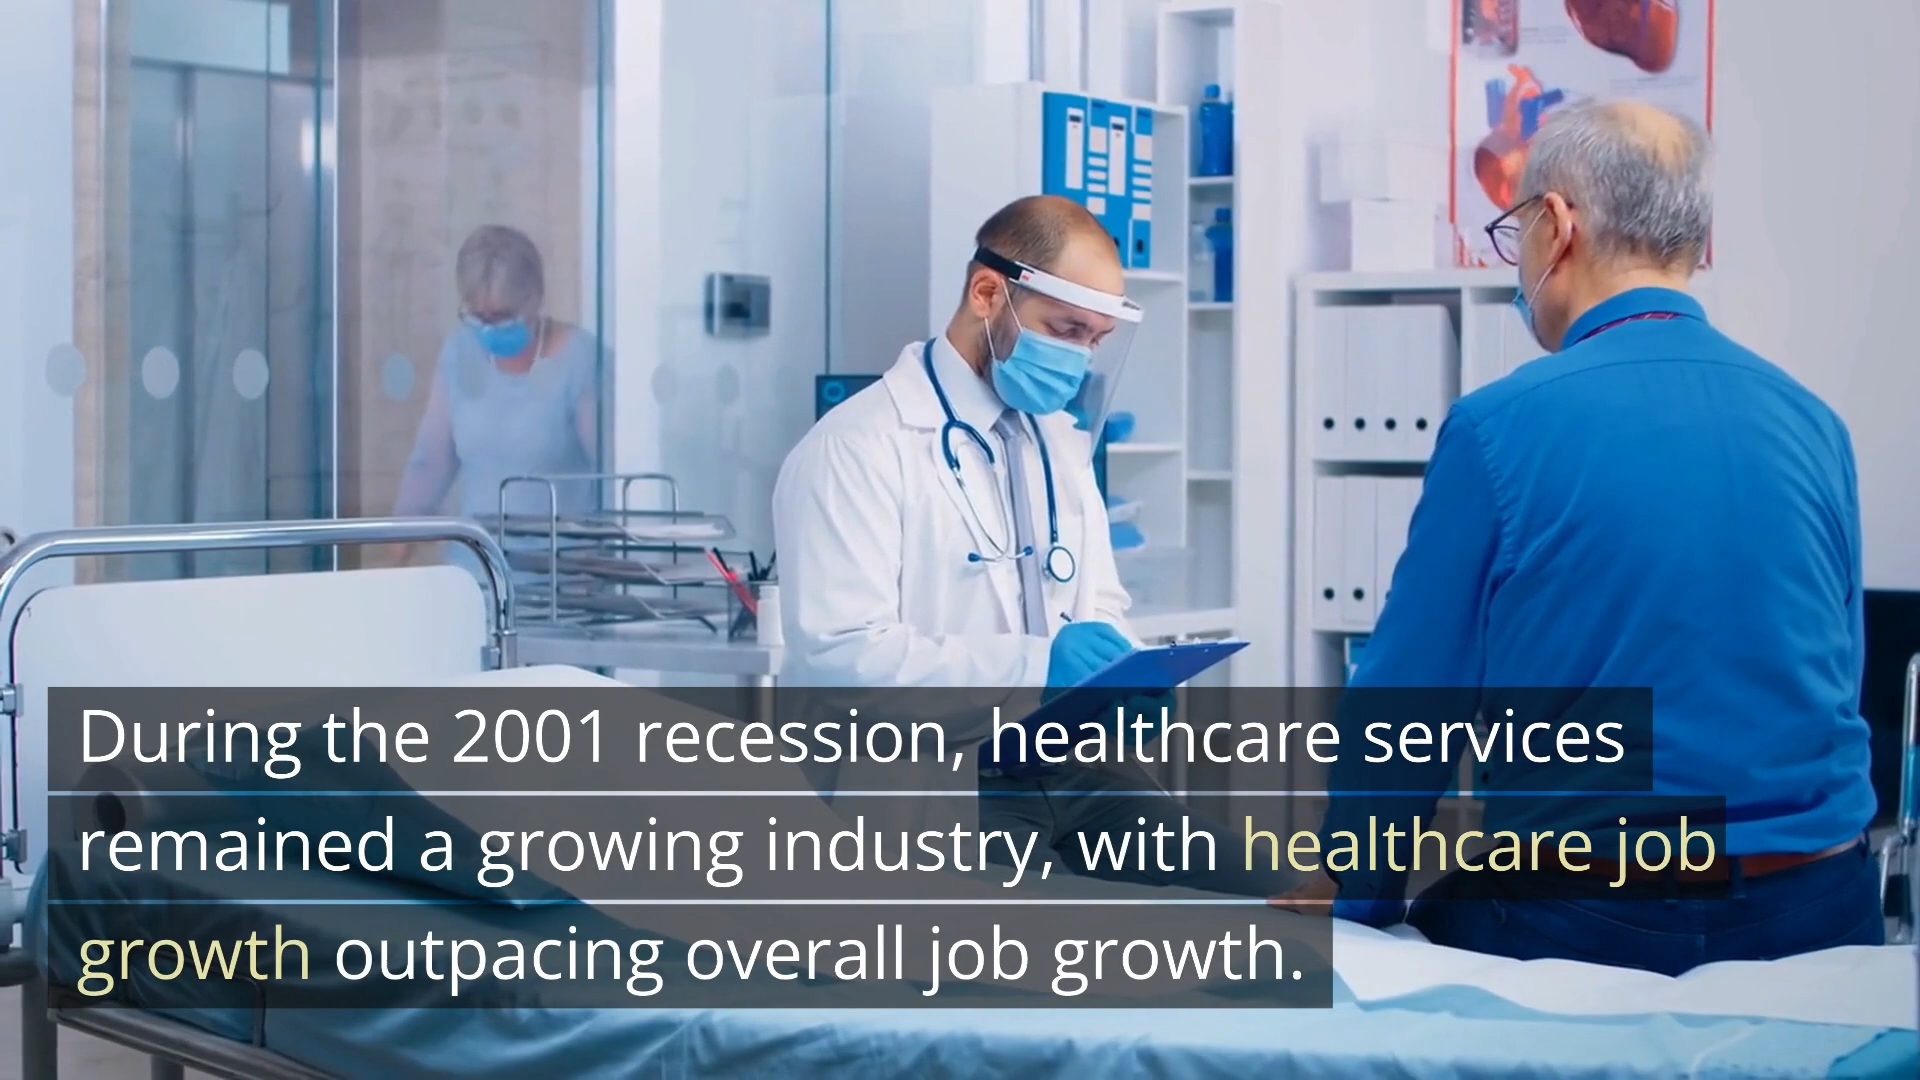 During the 2001 recession, healthcare services
remained a growing industry, with healthcare job
growth outpacing overall job growth.